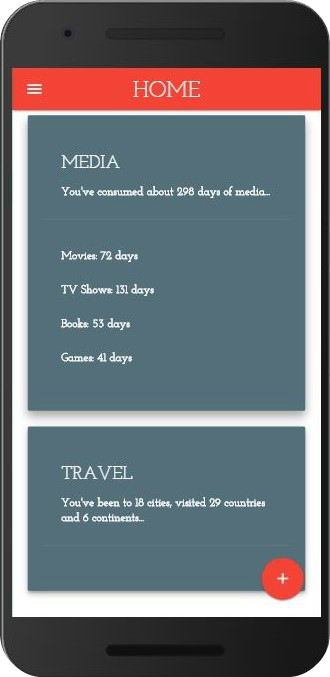 HOME
MEDIA
You've consumed about 298 days of media...
Movies: 72 days
TV Shows: 131 days
Books: 53 days
Games: 41 days
TRAVEL
You've been to 18 cities, visited 29 countries
and 6 continents...
+